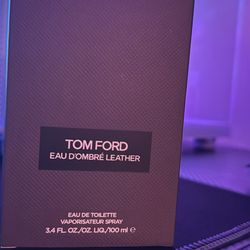 TOM FORD
EAU D'OMBRÉ LEATHER
EAU DE TOILETTE
VAPORISATEUR SPRAY
3.4 FL. OZ./OZ. LIQ./100 ml ℮